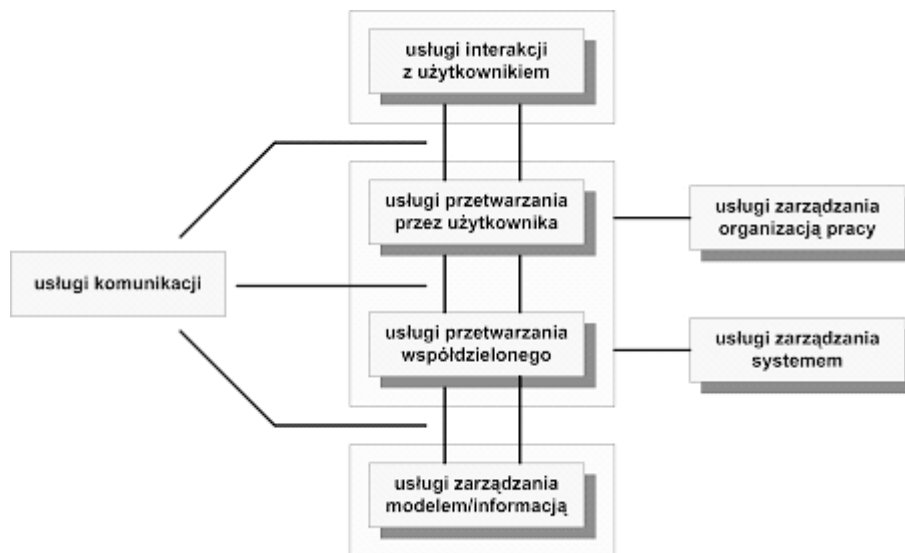 usługi interakcji
z użytkownikiem
usługi przetwarzania
przez użytkownika
usługi zarządzania
organizacją pracy
usługi komunikacji
usługi przetwarzania
współdzielonego
usługi zarządzania
systemem
usługi zarządzania
modelem/informacją